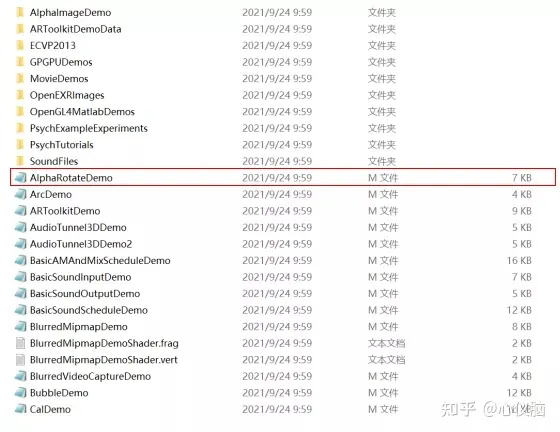 AlphaImageDemo 2021/9/24 9:59 文件夹
ARToolkitDemoData 2021/9/24 9:59 文件夹
ECVP2013 2021/9/24 9:59 文件夹
GPGPUDemos 2021/9/24 9:59 文件夹
MovieDemos 2021/9/24 9:59 文件夹
OpenEXRImages 2021/9/24 9:59 文件夹
OpenGL4MatlabDemos 2021/9/24 9:59 文件夹
PsychExampleExperiments 2021/9/24 9:59 文件夹
PsychTutorials 2021/9/24 9:59 文件夹
SoundFiles 2021/9/24 9:59 文件夹
AlphaRotateDemo 2021/9/24 9:59 M 文件 7 KB
ArcDemo 2021/9/24 9:59 M 文件 4 KB
ARToolkitDemo 2021/9/24 9:59 M 文件 9 KB
AudioTunnel3DDemo 2021/9/24 9:59 M 文件 5 KB
AudioTunnel3DDemo2 2021/9/24 9:59 M 文件 5 KB
BasicAMAndMixScheduleDemo 2021/9/24 9:59 M 文件 16 KB
BasicSoundInputDemo 2021/9/24 9:59 M 文件 7 KB
BasicSoundOutputDemo 2021/9/24 9:59 M 文件 5 KB
BasicSoundScheduleDemo 2021/9/24 9:59 M 文件 12 KB
BlurredMipmapDemo 2021/9/24 9:59 M 文件 8 KB
BlurredMipmapDemoShader.frag 2021/9/24 9:59 文本文档 2 KB
BlurredMipmapDemoShader.vert 2021/9/24 9:59 文本文档 2 KB
BlurredVideoCaptureDemo 2021/9/24 9:59 M 文件 4 KB
BubbleDemo 2021/9/24 9:59 M 文件 12 KB
CalDemo 2021/9/24 9:59 M 文件 KB
知乎 @心仪脑